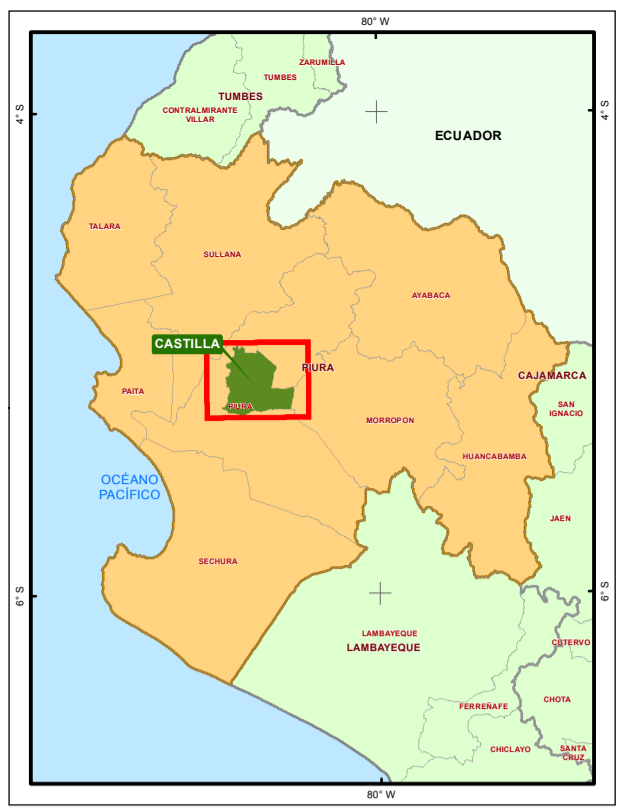 80° W
ZARUMILLA
TUMBES
TUMBES
CONTRALMIRANTE
VILLAR
4° S
4° S
ECUADOR
TALARA
SULLANA
AYABACA
CASTILLA
PIURA
CAJAMARCA
PAITA
PIURA
SAN
IGNACIO
MORROPON
HUANCABAMBA
OCÉANO
PACÍFICO
JAEN
SECHURA
6° S
6° S
LAMBAYEQUE
LAMBAYEQUE
CUTERVO
FERREÑAFE
CHOTA
CHICLAYO
SANTA
CRUZ
80° W